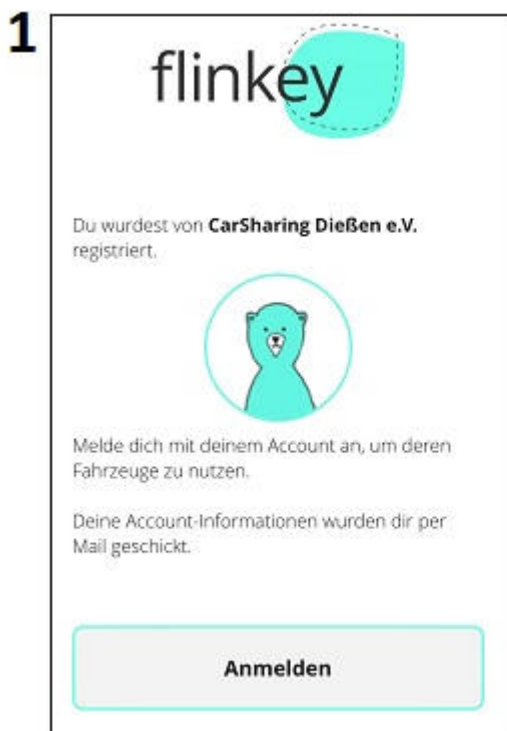 1
flinkey
Du wurdest von CarSharing Dießen e.V.
registriert.
Melde dich mit deinem Account an, um deren
Fahrzeuge zu nutzen.
Deine Account-Informationen wurden dir per
Mail geschickt.
Anmelden